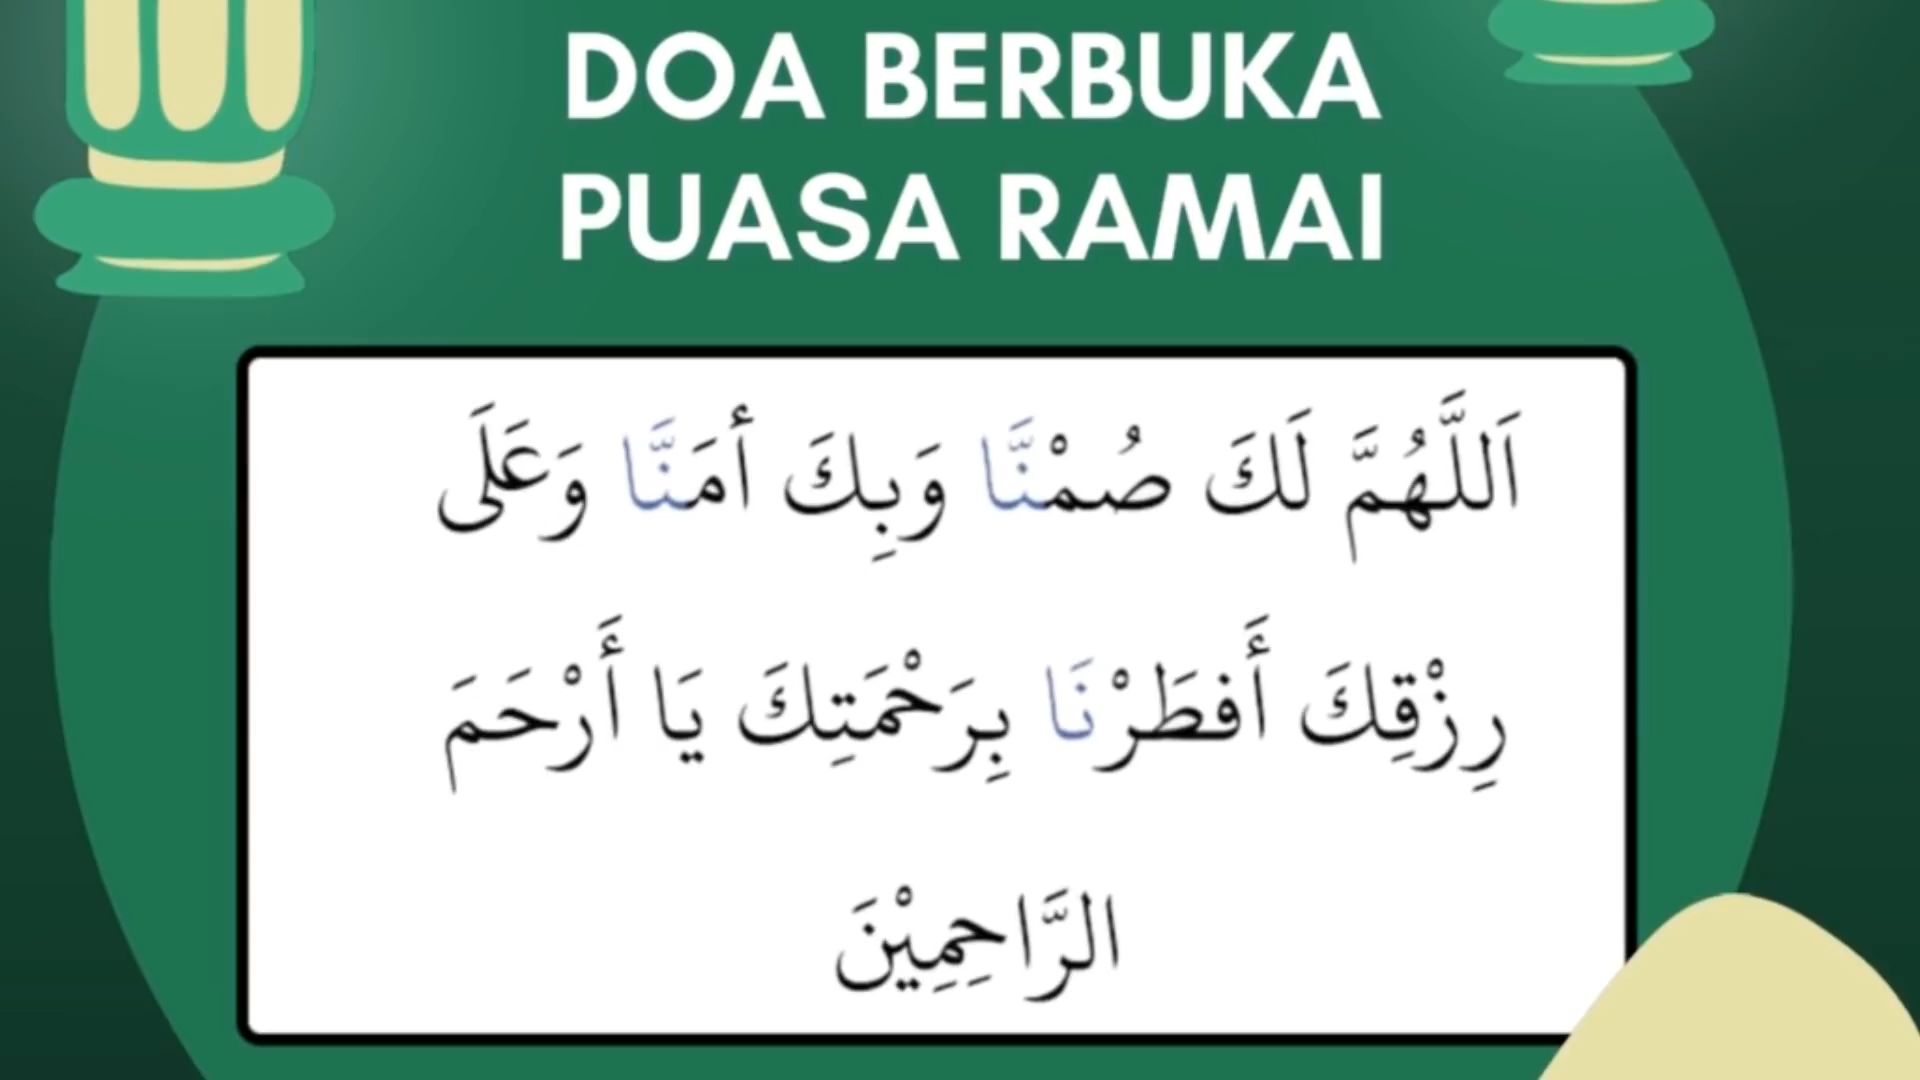 DOA BERBUKA
PUASA RAMAI
اَللَّهُمَّ لَكَ صُمْنَّا وَبِكَ أمَنَّا وَعَلَى
رِزْقِكَ أَفطَرْنَا بِرَحْمَتِكَ يَا أَرْحَمَ
الرَّاحِمِيْنَ